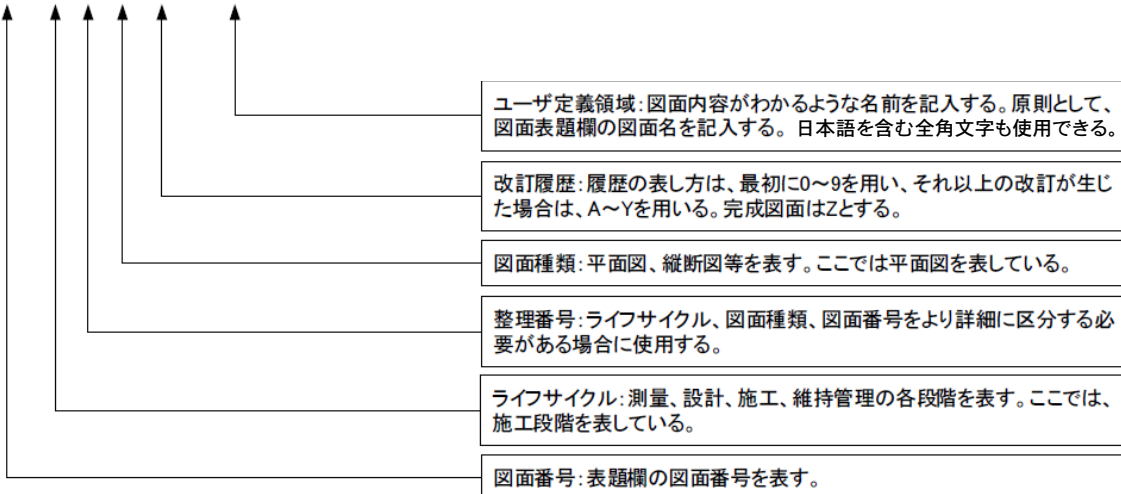 ユーザ定義領域:図面内容がわかるような名前を記入する。原則として、
図面表題欄の図面名を記入する。 日本語を含む全角文字も使用できる。
改訂履歴:履歴の表し方は、最初に0～9を用い、それ以上の改訂が生じ
た場合は、A～Yを用いる。完成図面はZとする。
図面種類:平面図、縦断図等を表す。ここでは平面図を表している。
整理番号:ライフサイクル、図面種類、図面番号をより詳細に区分する必
要がある場合に使用する。
ライフサイクル:測量、設計、施工、維持管理の各段階を表す。ここでは、
施工段階を表している。
図面番号:表題欄の図面番号を表す。